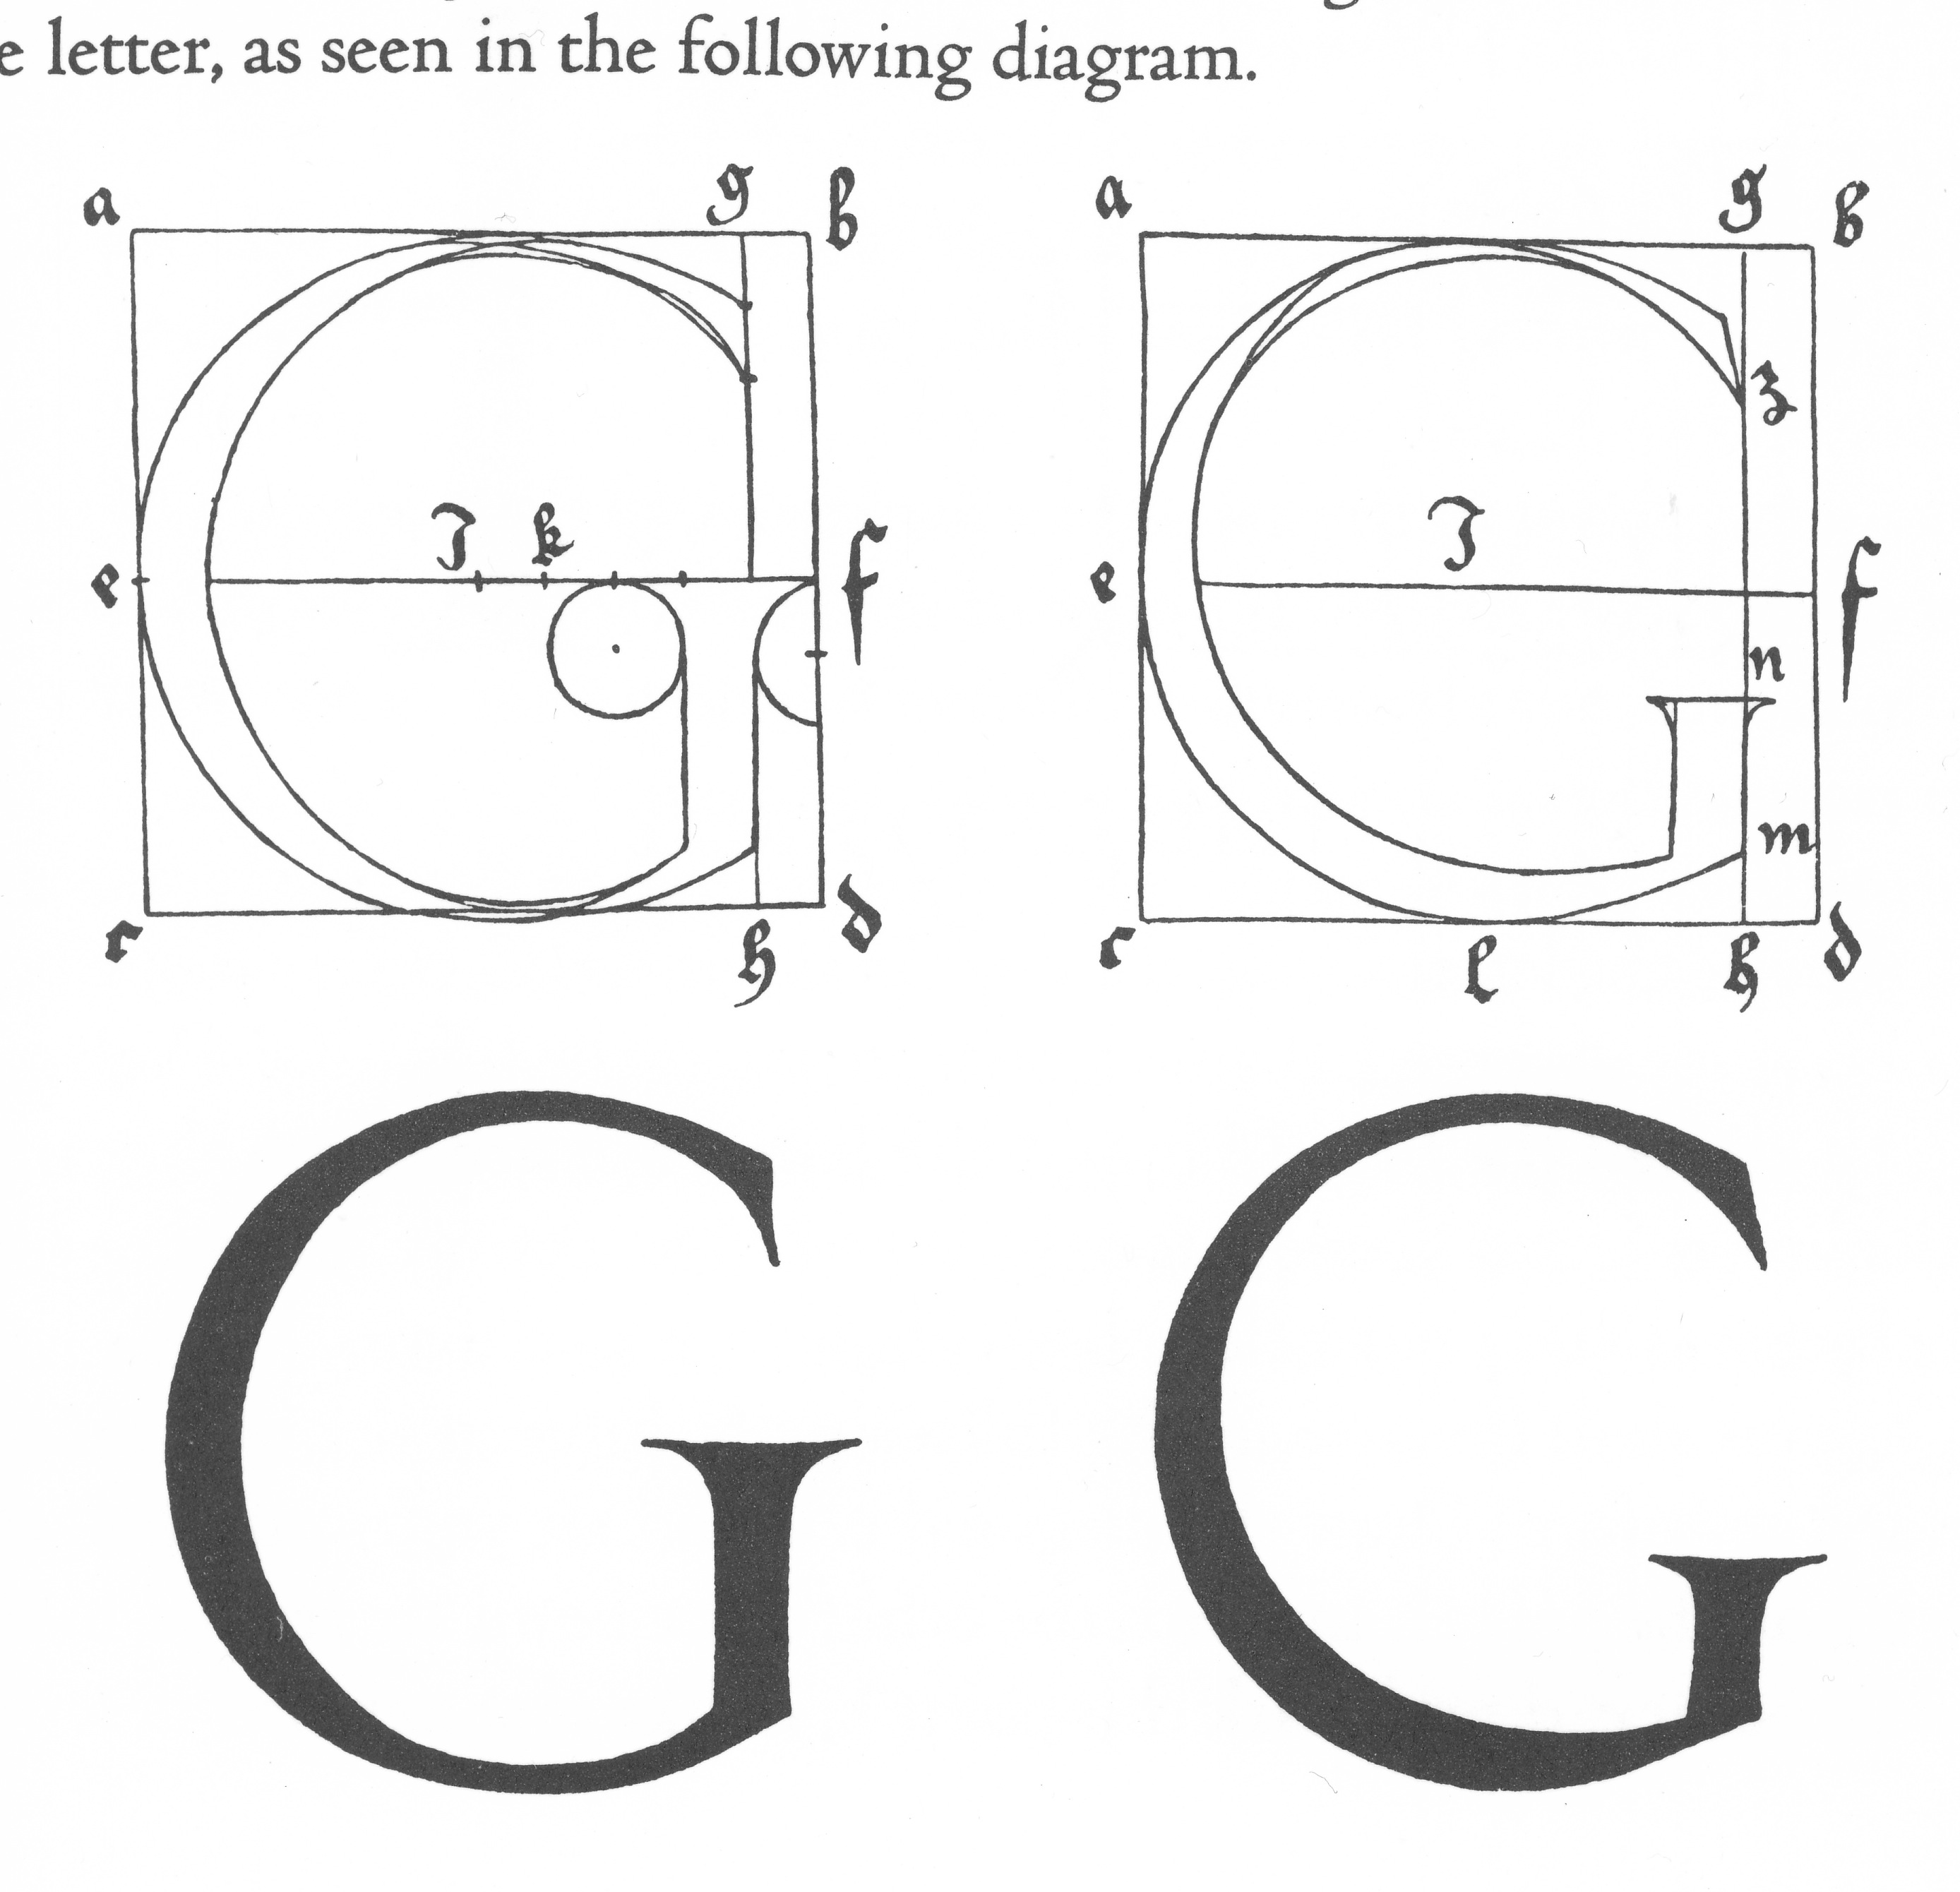 e letter, as seen in the following diagram.
a g b
e J k f
c h d
a g b
z
e J f
n
m
c l h d
G G